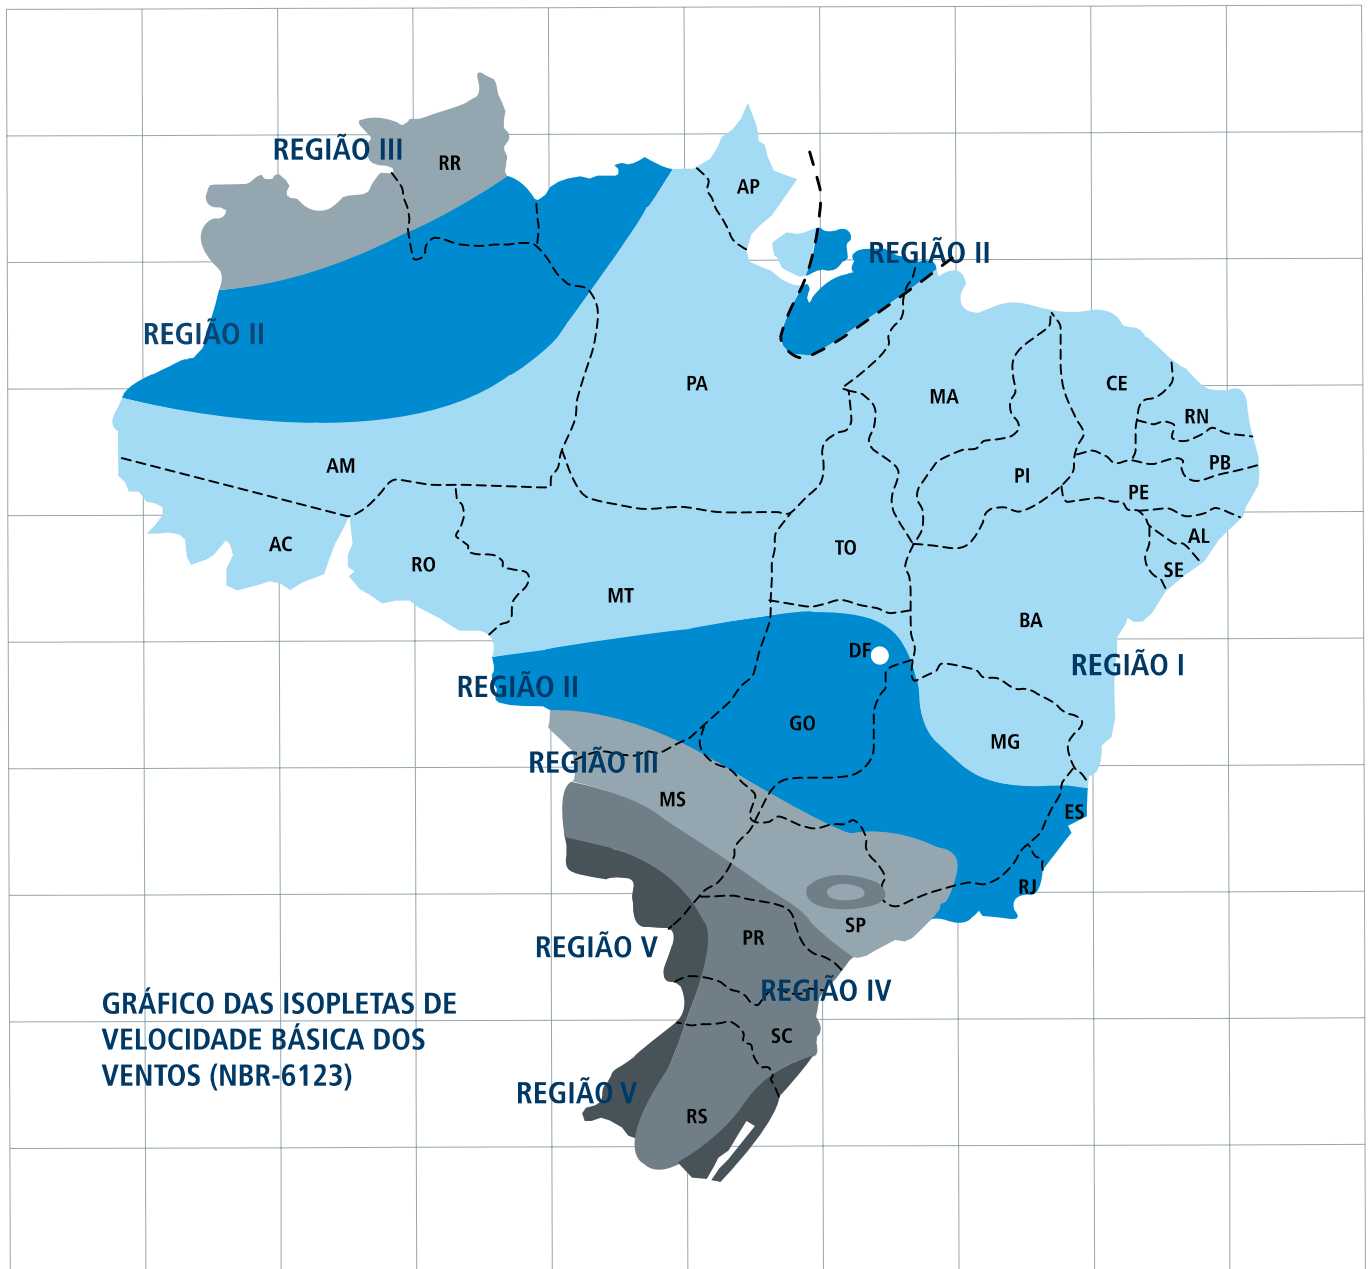 REGIÃO III
RR
AP
REGIÃO II
REGIÃO II
PA
CE
MA
RN
AM
PB
PI
PE
AL
AC
TO
RO
SE
MT
BA
DF
REGIÃO I
REGIÃO II
GO
MG
REGIÃO III
MS
ES
RJ
SP
PR
REGIÃO V
REGIÃO IV
GRÁFICO DAS ISOPLETAS DE
VELOCIDADE BÁSICA DOS
VENTOS (NBR-6123)
SC
REGIÃO V
RS